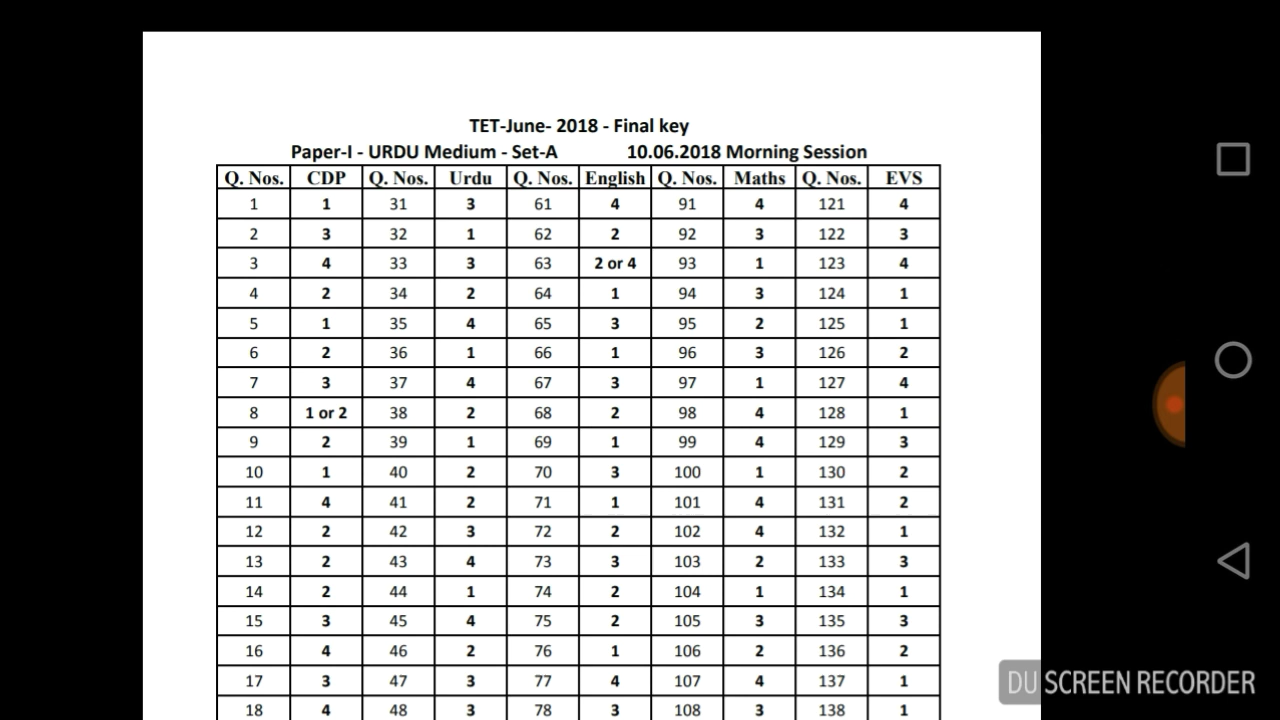 TET-June- 2018 - Final key
Paper-I - URDU Medium - Set-A 10.06.2018 Morning Session
Q. Nos. CDP Q. Nos. Urdu Q. Nos. English Q. Nos. Maths Q. Nos. EVS
1 1 31 3 61 4 91 4 121 4
2 3 32 1 62 2 92 3 122 3
3 4 33 3 63 2 or 4 93 1 123 4
4 2 34 2 64 1 94 3 124 1
5 1 35 4 65 3 95 2 125 1
6 2 36 1 66 1 96 3 126 2
7 3 37 4 67 3 97 1 127 4
8 1 or 2 38 2 68 2 98 4 128 1
9 2 39 1 69 1 99 4 129 3
10 1 40 2 70 3 100 1 130 2
11 4 41 2 71 1 101 4 131 2
12 2 42 3 72 2 102 4 132 1
13 2 43 4 73 3 103 2 133 3
14 2 44 1 74 2 104 1 134 1
15 3 45 4 75 2 105 3 135 3
16 4 46 2 76 1 106 2 136 2
17 3 47 3 77 4 107 4 137 1
18 4 48 3 78 3 108 3 138 1
DU SCREEN RECORDER